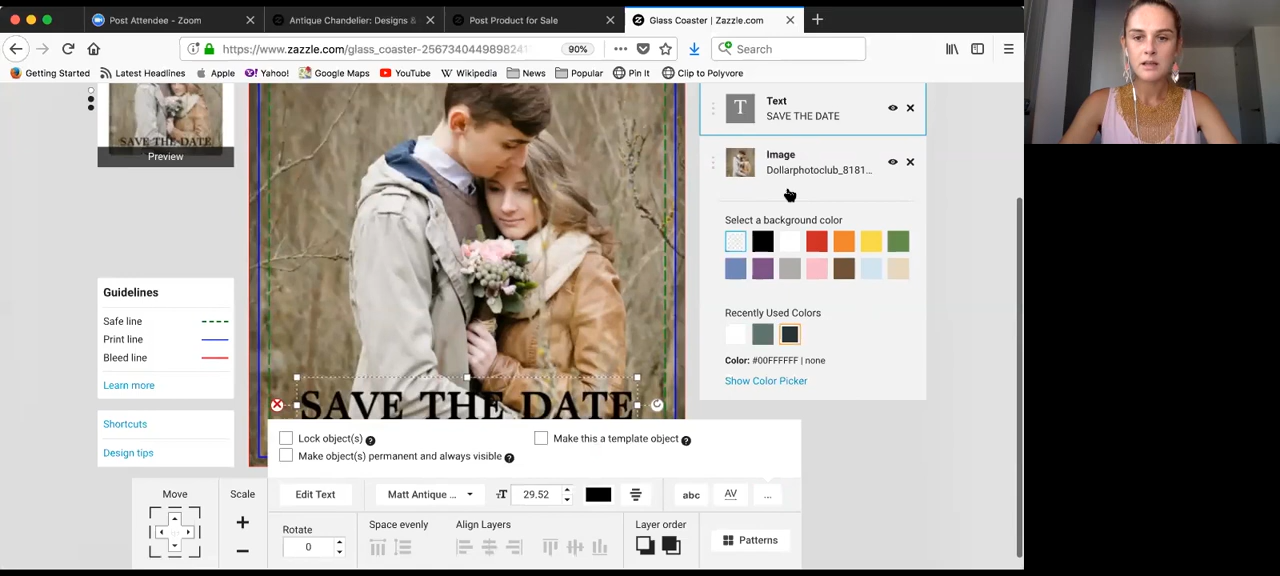 Post Attendee - Zoom
Antique Chandelier: Designs &
Post Product for Sale
Glass Coaster | Zazzle.com
https://www.zazzle.com/glass_coaster-256734044989824
90%
Search
Getting Started
Latest Headlines
Apple
Yahoo!
Google Maps
YouTube
Wikipedia
News
Popular
Pin It
Clip to Polyvore
SAVE THE DATE
Preview
Guidelines
Safe line
Print line
Bleed line
Learn more
Shortcuts
Design tips
SAVE THE DATE
Text
SAVE THE DATE
Image
Dollarphotoclub_8181...
Select a background color
Recently Used Colors
Color: #00FFFFFF | none
Show Color Picker
Lock object(s)
Make this a template object
Make object(s) permanent and always visible
Move
Scale
Edit Text
Matt Antique ...
29.52
abc
AV
...
Rotate
0
Space evenly
Align Layers
Layer order
Patterns